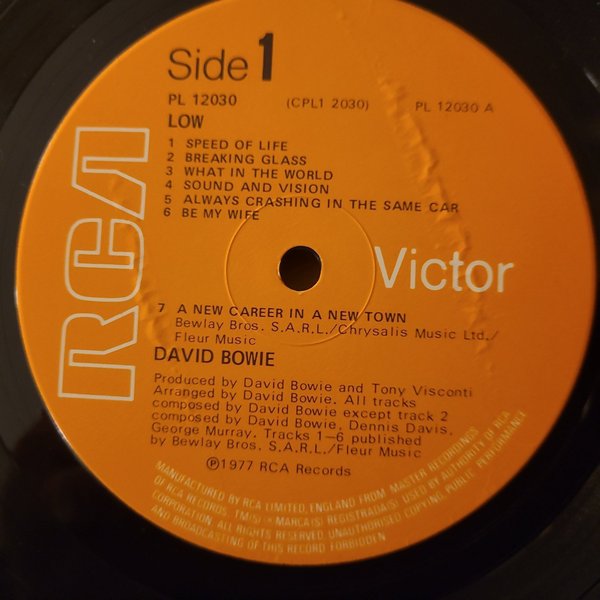 Side 1
PL 12030 (CPL1 2030) PL 12030 A
LOW
1 SPEED OF LIFE
2 BREAKING GLASS
3 WHAT IN THE WORLD
4 SOUND AND VISION
5 ALWAYS CRASHING IN THE SAME CAR
6 BE MY WIFE
RCA
Victor
7 A NEW CAREER IN A NEW TOWN
Bewlay Bros. S.A.R.L./Chrysalis Music Ltd./
Fleur Music
DAVID BOWIE
Produced by David Bowie and Tony Visconti
Arranged by David Bowie. All tracks
composed by David Bowie except track 2
composed by David Bowie, Dennis Davis,
George Murray. Tracks 1–6 published
by Bewlay Bros. S.A.R.L./Fleur Music
℗1977 RCA Records
MANUFACTURED BY RCA LIMITED, ENGLAND FROM MASTER RECORDINGS
OF RCA RECORDS. TM(S) • MARCA(S) REGISTRADA(S) USED BY AUTHORITY OF RCA
CORPORATION. ALL RIGHTS RESERVED UNAUTHORISED COPYING, PUBLIC PERFORMANCE
AND BROADCASTING OF THIS RECORD FORBIDDEN